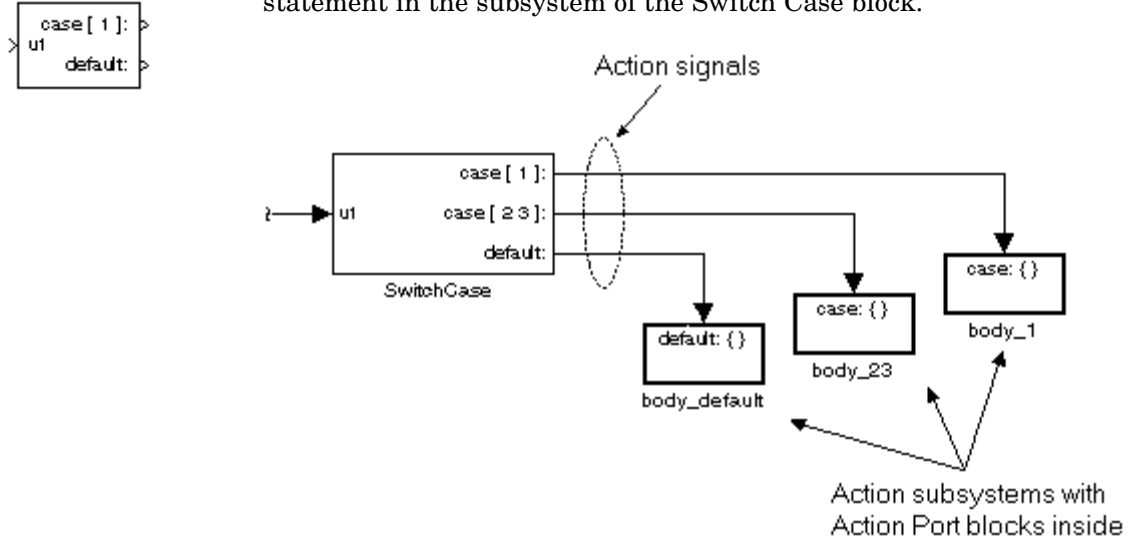 statement in the subsystem of the Switch Case block.
case [ 1 ]:
u1
default:
Action signals
case [ 1 ]:
u1
case [ 2 3 ]:
default:
SwitchCase
case: { }
body_1
case: { }
body_23
default: { }
body_default
Action subsystems with
Action Port blocks inside